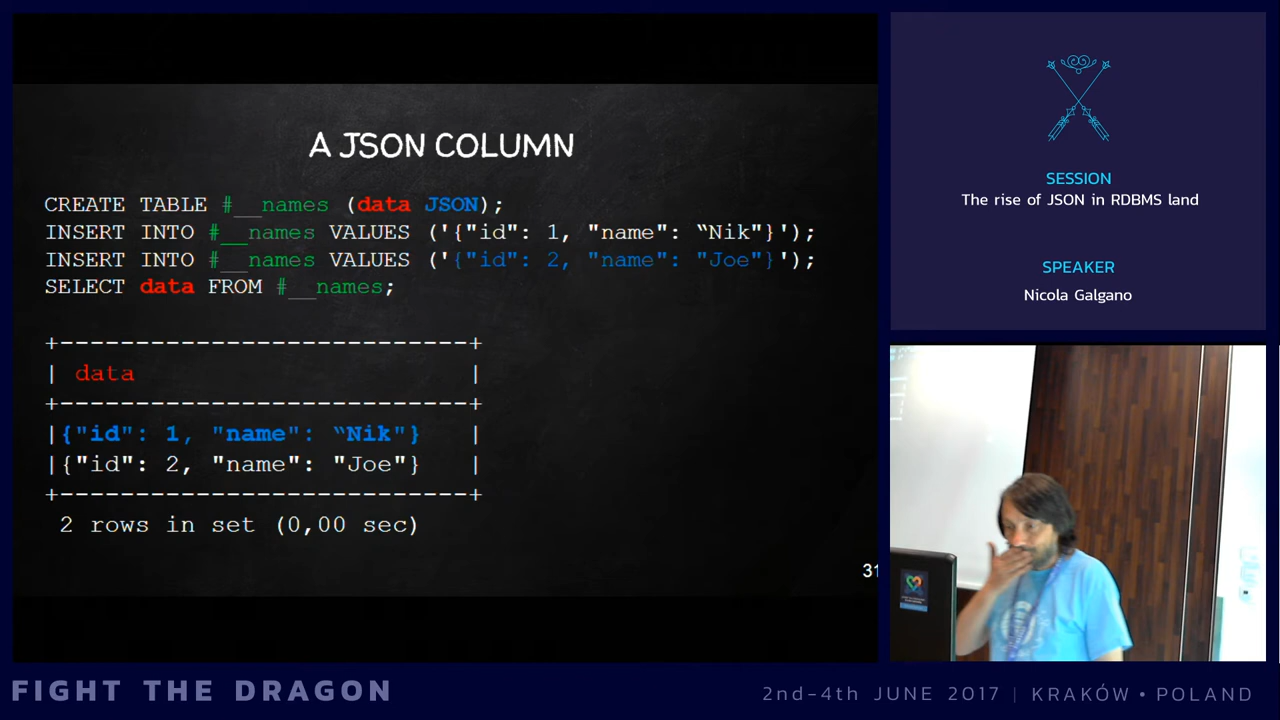 A JSON COLUMN
CREATE TABLE #__names (data JSON);
INSERT INTO #__names VALUES ('{"id": 1, "name": “Nik"}');
INSERT INTO #__names VALUES ('{"id": 2, "name": "Joe"}');
SELECT data FROM #__names;
+---------------------------+
| data |
+---------------------------+
|{"id": 1, "name": “Nik"} |
|{"id": 2, "name": "Joe"} |
+---------------------------+
2 rows in set (0,00 sec)
31
SESSION
The rise of JSON in RDBMS land
SPEAKER
Nicola Galgano
FIGHT THE DRAGON
2nd-4th JUNE 2017 | KRAKÓW • POLAND